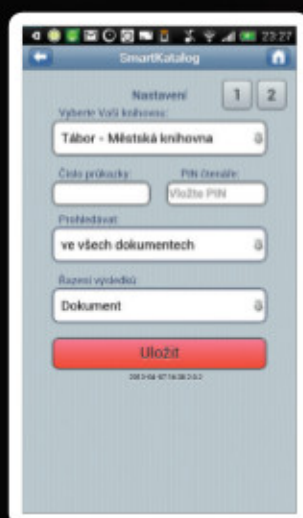 23:27
SmartKatalog
Nastavení 1 2
Vyberte Vaši knihovnu:
Tábor - Městská knihovna
Číslo průkazky: PIN čtenáře:
Vložte PIN
Prohledávat:
ve všech dokumentech
Řazení výsledků:
Dokument
Uložit